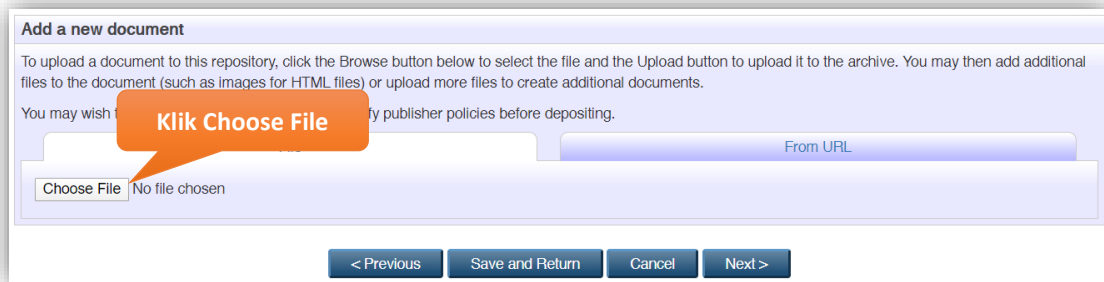 Add a new document
To upload a document to this repository, click the Browse button below to select the file and the Upload button to upload it to the archive. You may then add additional
files to the document (such as images for HTML files) or upload more files to create additional documents.
You may wish fy publisher policies before depositing.
Klik Choose File
From URL
Choose File No file chosen
< Previous Save and Return Cancel Next >